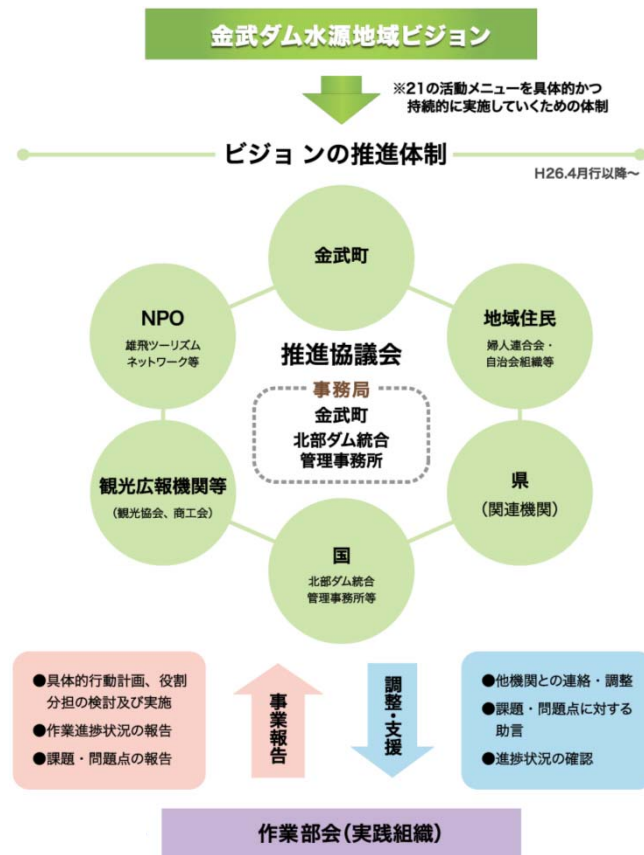 金武ダム水源地域ビジョン
※21の活動メニューを具体的かつ
持続的に実施していくための体制
ビジョンの推進体制
H26.4月行以降～
金武町
NPO
雄飛ツーリズム
ネットワーク等
地域住民
婦人連合会・
自治会組織等
推進協議会
事務局
金武町
北部ダム統合
管理事務所
観光広報機関等
（観光協会、商工会）
県
（関連機関）
国
北部ダム統合
管理事務所等
●具体的行動計画、役割
分担の検討及び実施
●作業進捗状況の報告
●課題・問題点の報告
事業報告
調整・支援
●他機関との連絡・調整
●課題・問題点に対する
助言
●進捗状況の確認
作業部会（実践組織）